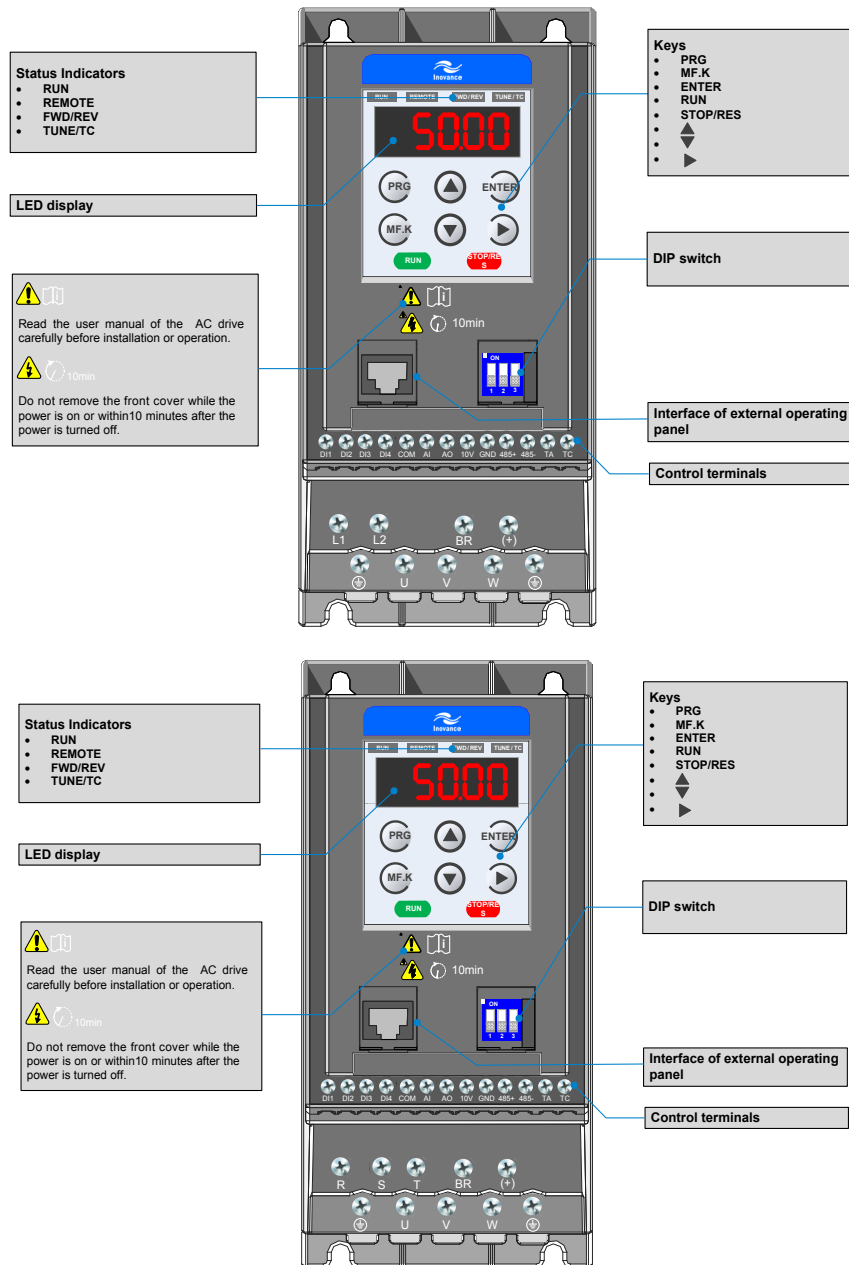 Status Indicators
• RUN
• REMOTE
• FWD/REV
• TUNE/TC
LED display
Read the user manual of the AC drive
carefully before installation or operation.
10min
Do not remove the front cover while the
power is on or within10 minutes after the
power is turned off.
Inovance
RUN REMOTE FWD/REV TUNE/TC
50.00
PRG ENTER
MF.K
RUN STOP/RE
S
10min
ON
1 2 3
DI1 DI2 DI3 DI4 COM AI AO 10V GND 485+ 485- TA TC
L1 L2 BR (+)
U V W
Keys
• PRG
• MF.K
• ENTER
• RUN
• STOP/RES
• ▲
• ▼
• ▶
DIP switch
Interface of external operating
panel
Control terminals
Status Indicators
• RUN
• REMOTE
• FWD/REV
• TUNE/TC
LED display
Read the user manual of the AC drive
carefully before installation or operation.
10min
Do not remove the front cover while the
power is on or within10 minutes after the
power is turned off.
Inovance
RUN REMOTE FWD/REV TUNE/TC
50.00
PRG ENTER
MF.K
RUN STOP/RE
S
10min
ON
1 2 3
DI1 DI2 DI3 DI4 COM AI AO 10V GND 485+ 485- TA TC
R S T BR (+)
U V W
Keys
• PRG
• MF.K
• ENTER
• RUN
• STOP/RES
• ▲
• ▼
• ▶
DIP switch
Interface of external operating
panel
Control terminals